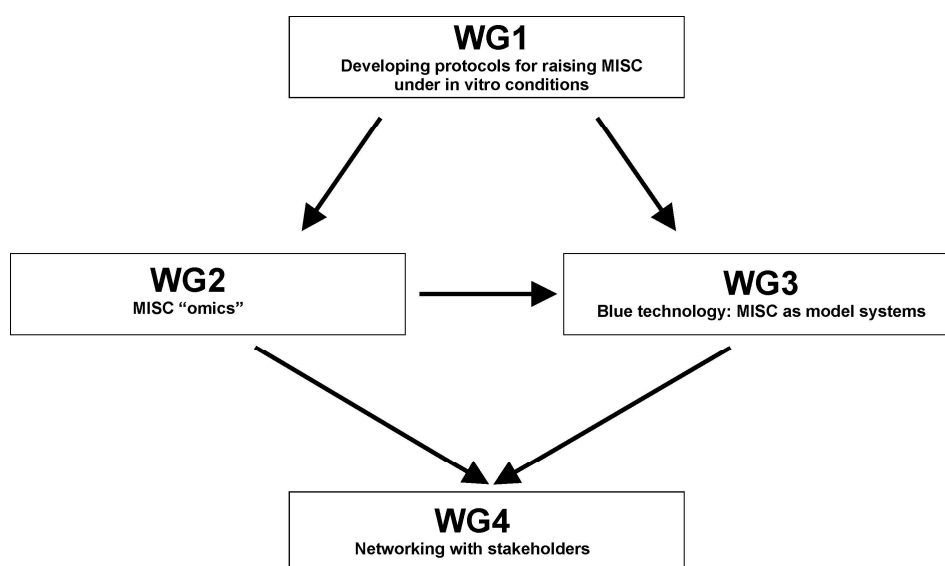 WG1
Developing protocols for raising MISC
under in vitro conditions
WG2
MISC “omics”
WG3
Blue technology: MISC as model systems
WG4
Networking with stakeholders